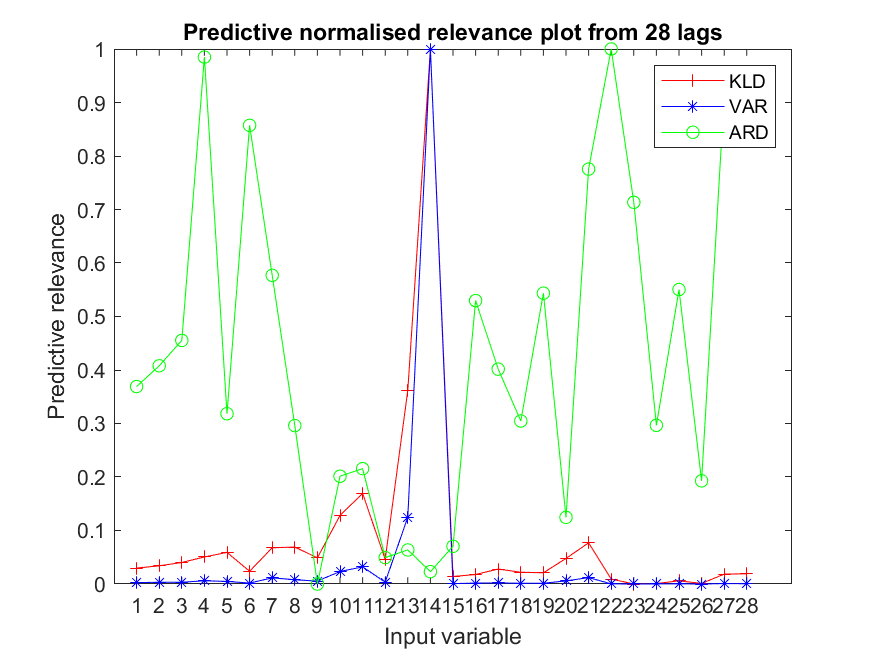 Predictive normalised relevance plot from 28 lags
Predictive relevance
1
0.9
0.8
0.7
0.6
0.5
0.4
0.3
0.2
0.1
0
KLD
VAR
ARD
1 2 3 4 5 6 7 8 9 10 11 12 13 14 15 16 17 18 19 20 21 22 23 24 25 26 27 28
Input variable